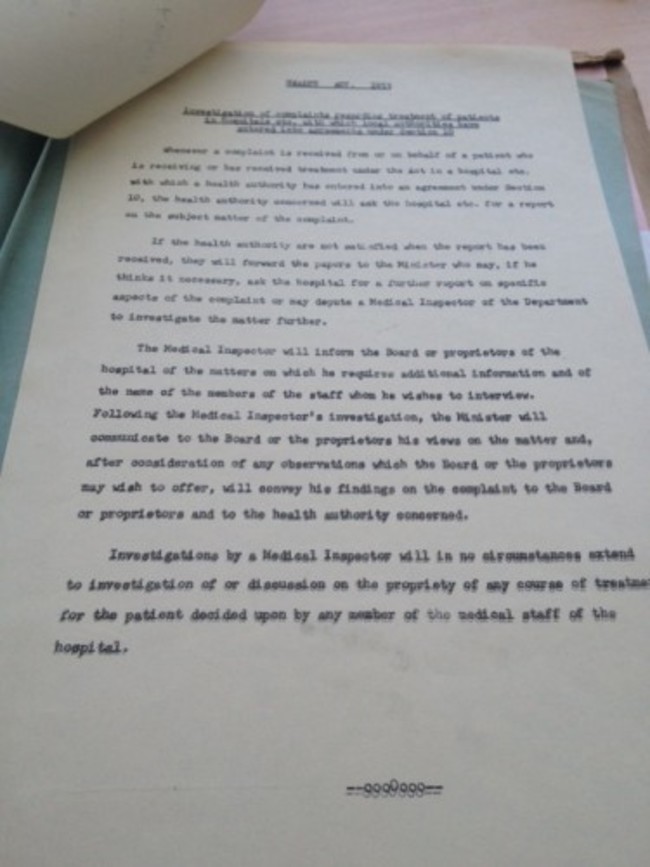 HEALTH ACT, 1953
Investigation of complaints regarding treatment of patients
in hospitals etc. with which local authorities have
entered into agreements under Section 10
Whenever a complaint is received from or on behalf of a patient who
is receiving or has received treatment under the Act in a hospital etc.
with which a health authority has entered into an agreement under Section
10, the health authority concerned will ask the hospital etc. for a report
on the subject matter of the complaint.
If the health authority are not satisfied when the report has been
received, they will forward the papers to the Minister who may, if he
thinks it necessary, ask the hospital for a further report on specific
aspects of the complaint or may depute a Medical Inspector of the Department
to investigate the matter further.
The Medical Inspector will inform the Board or proprietors of the
hospital of the matters on which he requires additional information and of
the name of the members of the staff whom he wishes to interview.
Following the Medical Inspector's investigation, the Minister will
communicate to the Board or the proprietors his views on the matter and,
after consideration of any observations which the Board or the proprietors
may wish to offer, will convey his findings on the complaint to the Board
or proprietors and to the health authority concerned.
Investigations by a Medical Inspector will in no circumstances extend
to investigation of or discussion on the propriety of any course of treatme
for the patient decided upon by any member of the medical staff of the
hospital.